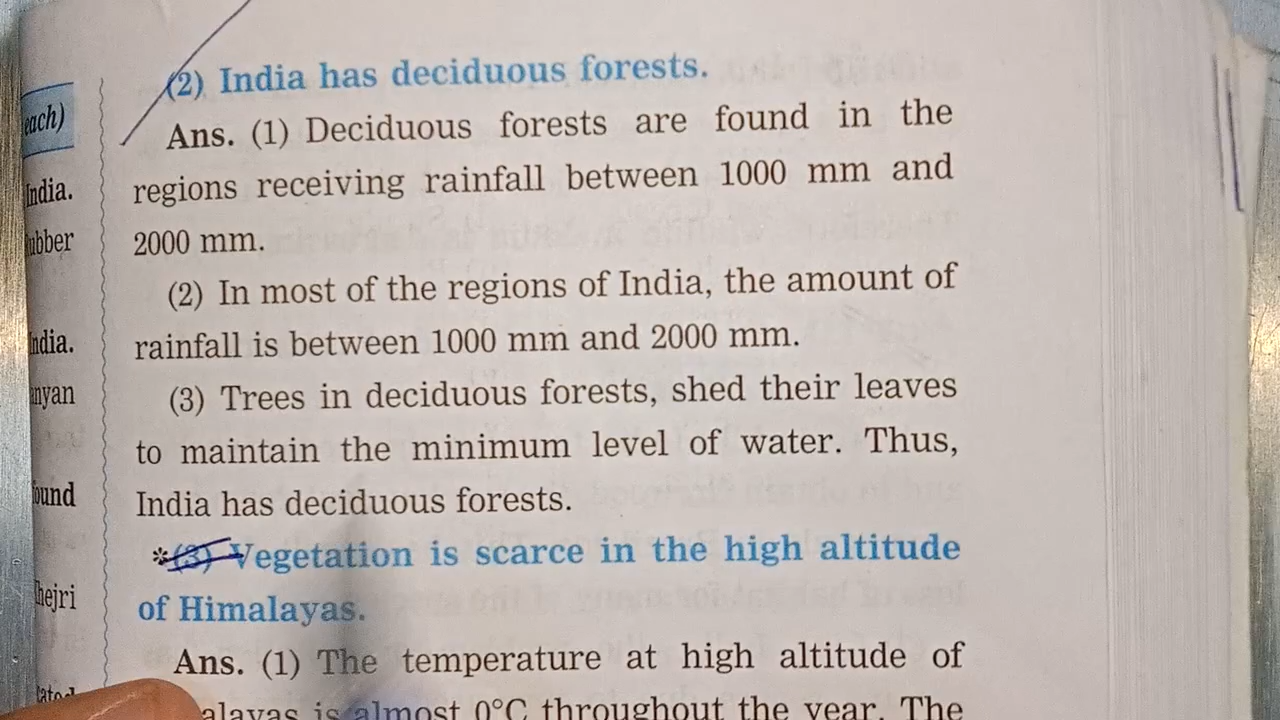 each)
India.
India.
(2) India has deciduous forests.
Ans. (1) Deciduous forests are found in the
regions receiving rainfall between 1000 mm and
2000 mm.
(2) In most of the regions of India, the amount of
rainfall is between 1000 mm and 2000 mm.
(3) Trees in deciduous forests, shed their leaves
to maintain the minimum level of water. Thus,
India has deciduous forests.
*(3) Vegetation is scarce in the high altitude
of Himalayas.
Ans. (1) The temperature at high altitude of
is almost 0°C throughout the year. The